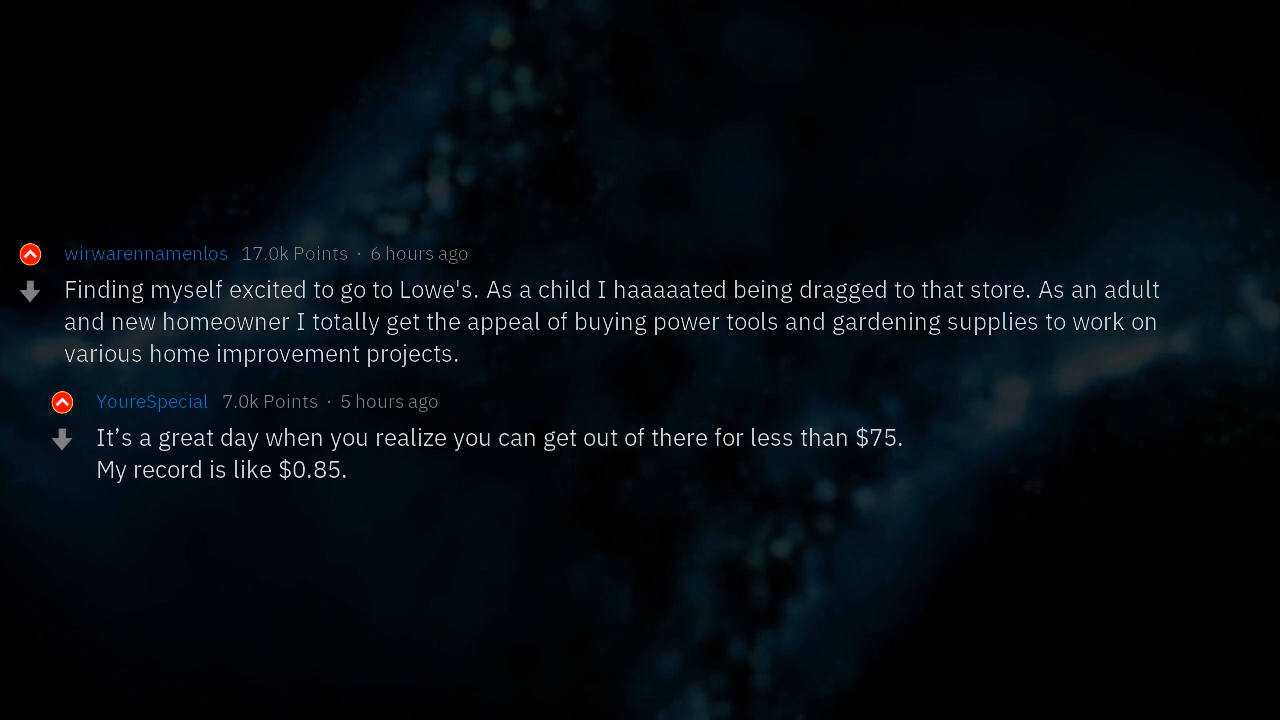 wirwarennamenlos 17.0k Points · 6 hours ago
Finding myself excited to go to Lowe's. As a child I haaaaated being dragged to that store. As an adult
and new homeowner I totally get the appeal of buying power tools and gardening supplies to work on
various home improvement projects.
YoureSpecial 7.0k Points · 5 hours ago
It’s a great day when you realize you can get out of there for less than $75.
My record is like $0.85.